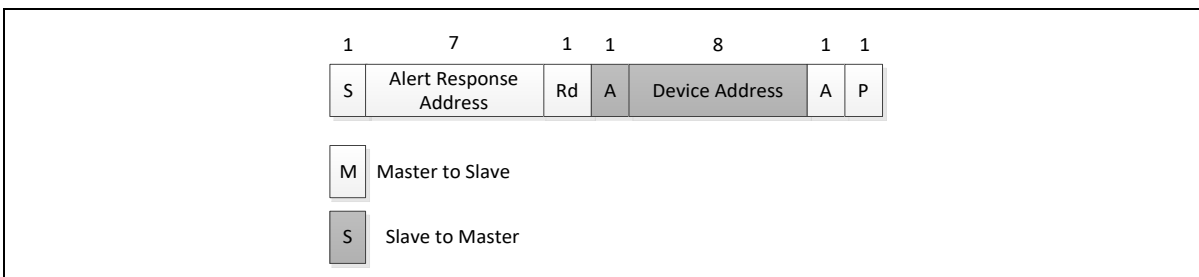 1 7 1 1 8 1 1
S Alert Response Address Rd A Device Address A P
M Master to Slave
S Slave to Master